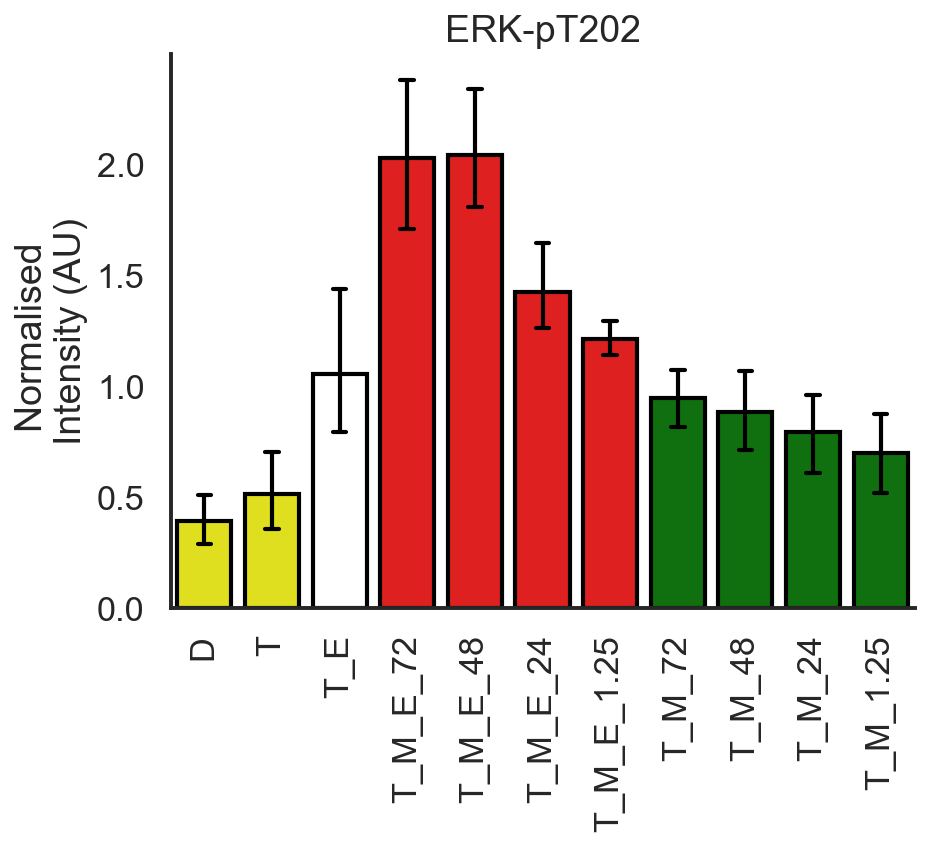 ERK-pT202
Normalised
Intensity (AU)
2.0
1.5
1.0
0.5
0.0
D
T
T_E
T_M_E_72
T_M_E_48
T_M_E_24
T_M_E_1.25
T_M_72
T_M_48
T_M_24
T_M_1.25